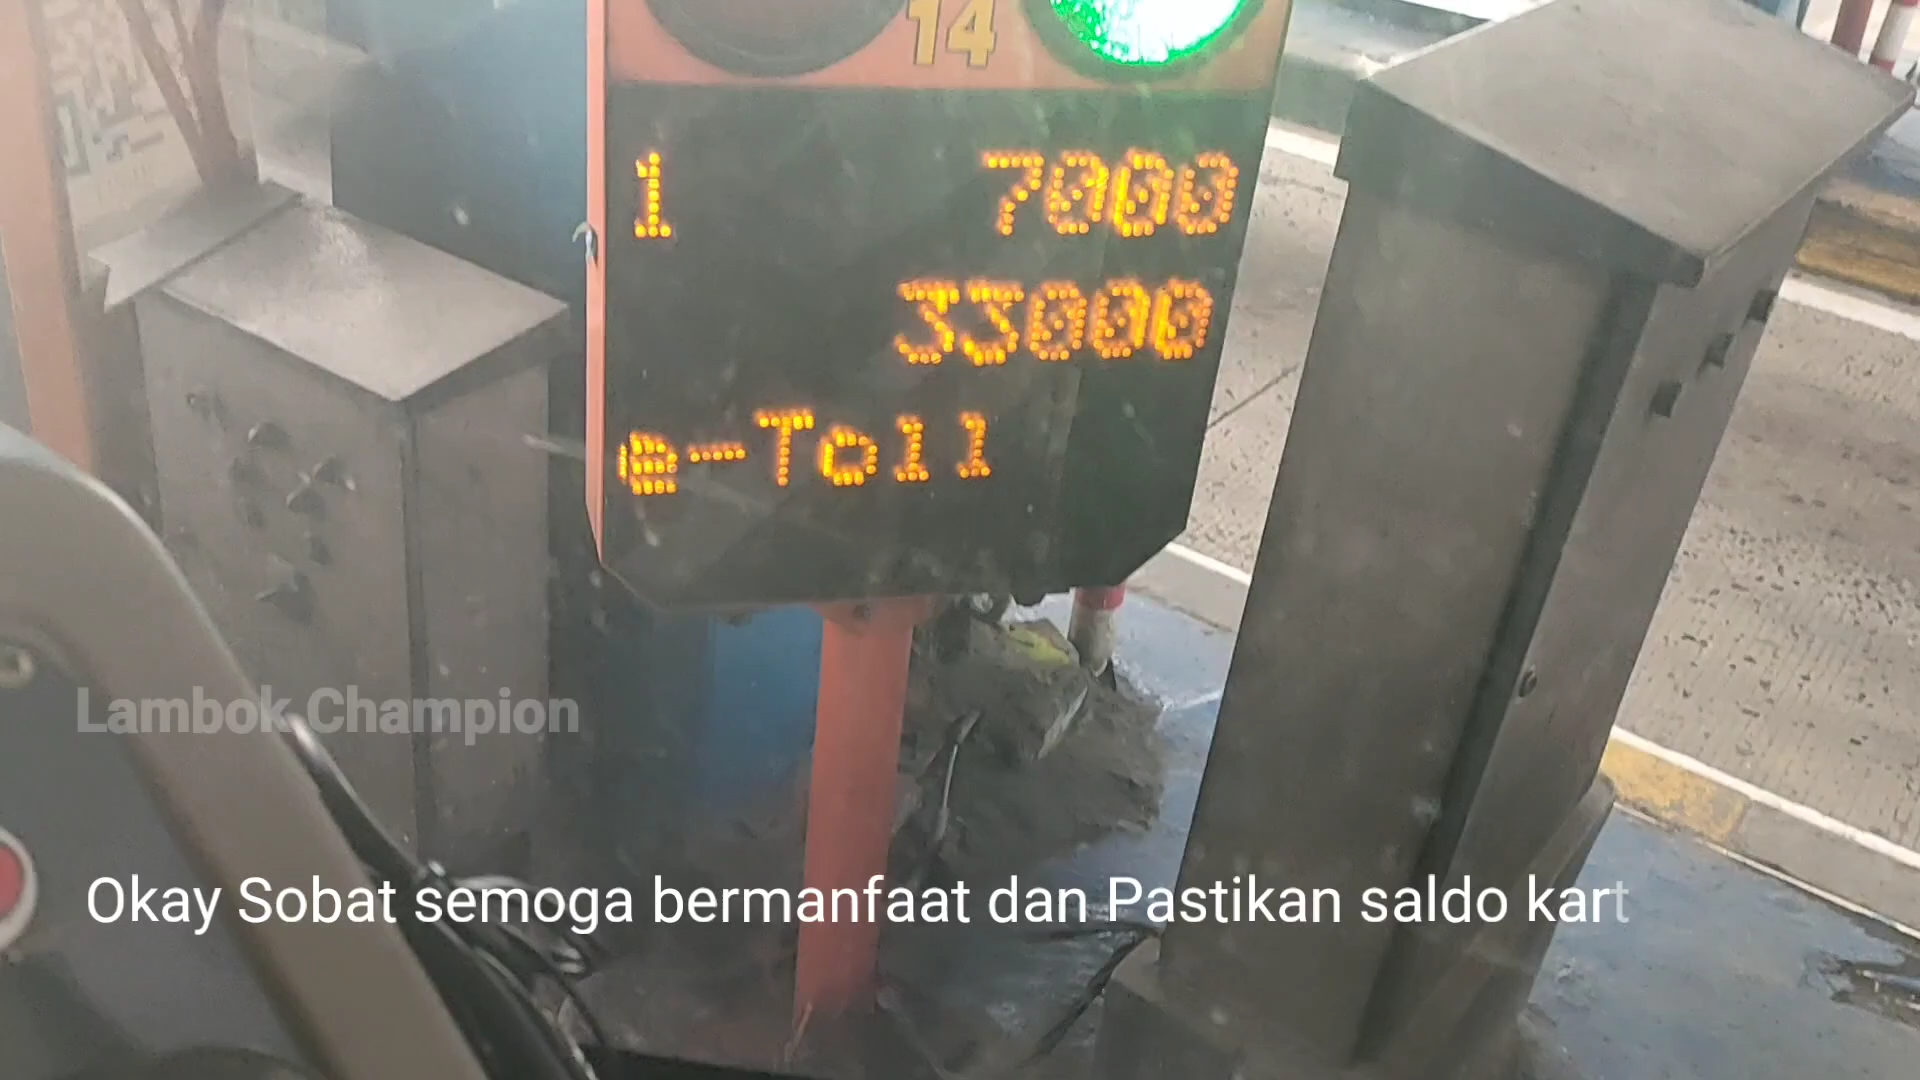 14
1 7000
33000
e-Toll
Lambok Champion
Okay Sobat semoga bermanfaat dan Pastikan saldo kart